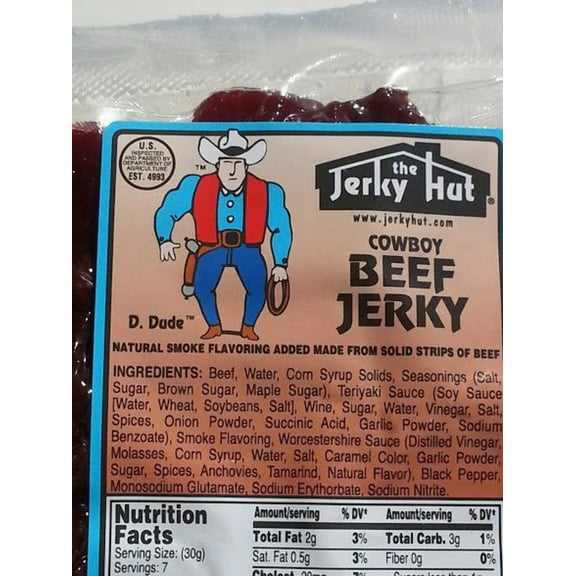 U.S.
INSPECTED
AND PASSED BY
DEPARTMENT OF
AGRICULTURE
EST. 4993
TM
the
Jerky Hut
®
www.jerkyhut.com
COWBOY
BEEF
JERKY
D. Dude™
NATURAL SMOKE FLAVORING ADDED MADE FROM SOLID STRIPS OF BEEF
INGREDIENTS: Beef, Water, Corn Syrup Solids, Seasonings (Salt,
Sugar, Brown Sugar, Maple Sugar), Teriyaki Sauce (Soy Sauce
[Water, Wheat, Soybeans, Salt], Wine, Sugar, Water, Vinegar, Salt,
Spices, Onion Powder, Succinic Acid, Garlic Powder, Sodium
Benzoate), Smoke Flavoring, Worcestershire Sauce (Distilled Vinegar,
Molasses, Corn Syrup, Water, Salt, Caramel Color, Garlic Powder,
Sugar, Spices, Anchovies, Tamarind, Natural Flavor), Black Pepper,
Monosodium Glutamate, Sodium Erythorbate, Sodium Nitrite.
Nutrition
Facts
Serving Size: (30g)
Servings: 7
Amount/serving % DV* Amount/serving % DV*
Total Fat 2g 3% Total Carb. 3g 1%
Sat. Fat 0.5g 3% Fiber 0g 0%